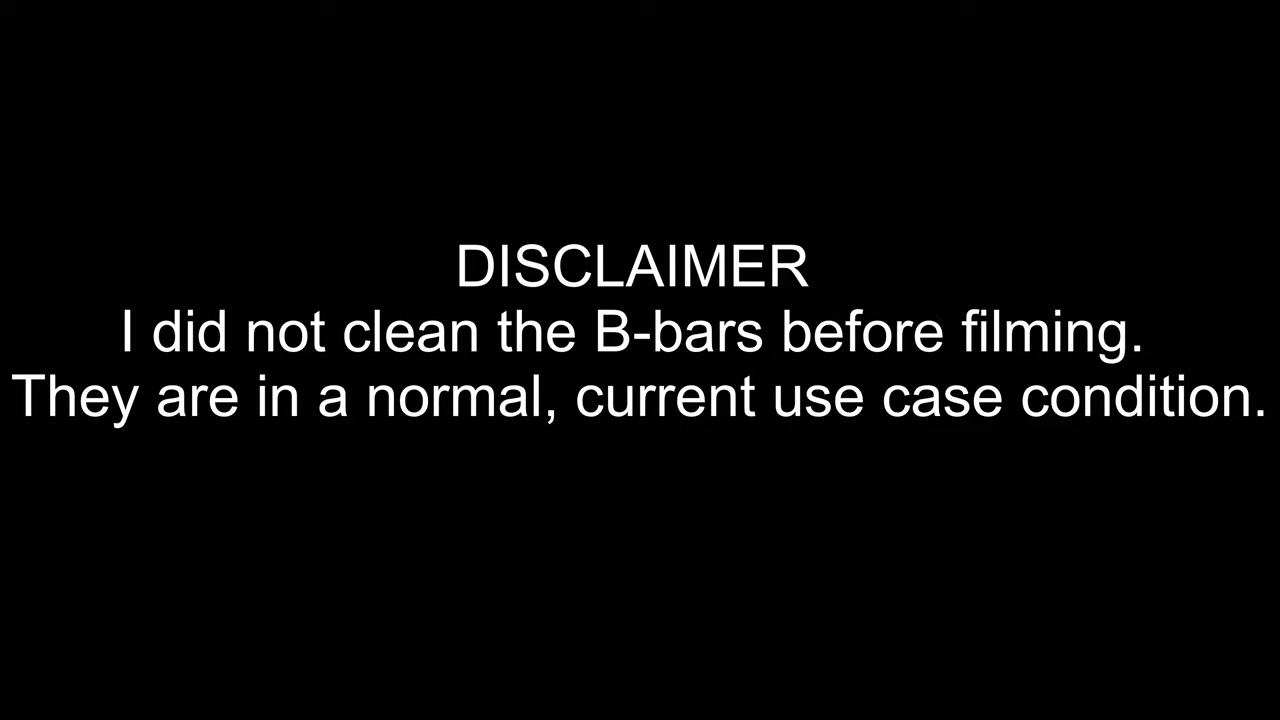 DISCLAIMER
I did not clean the B-bars before filming.
They are in a normal, current use case condition.